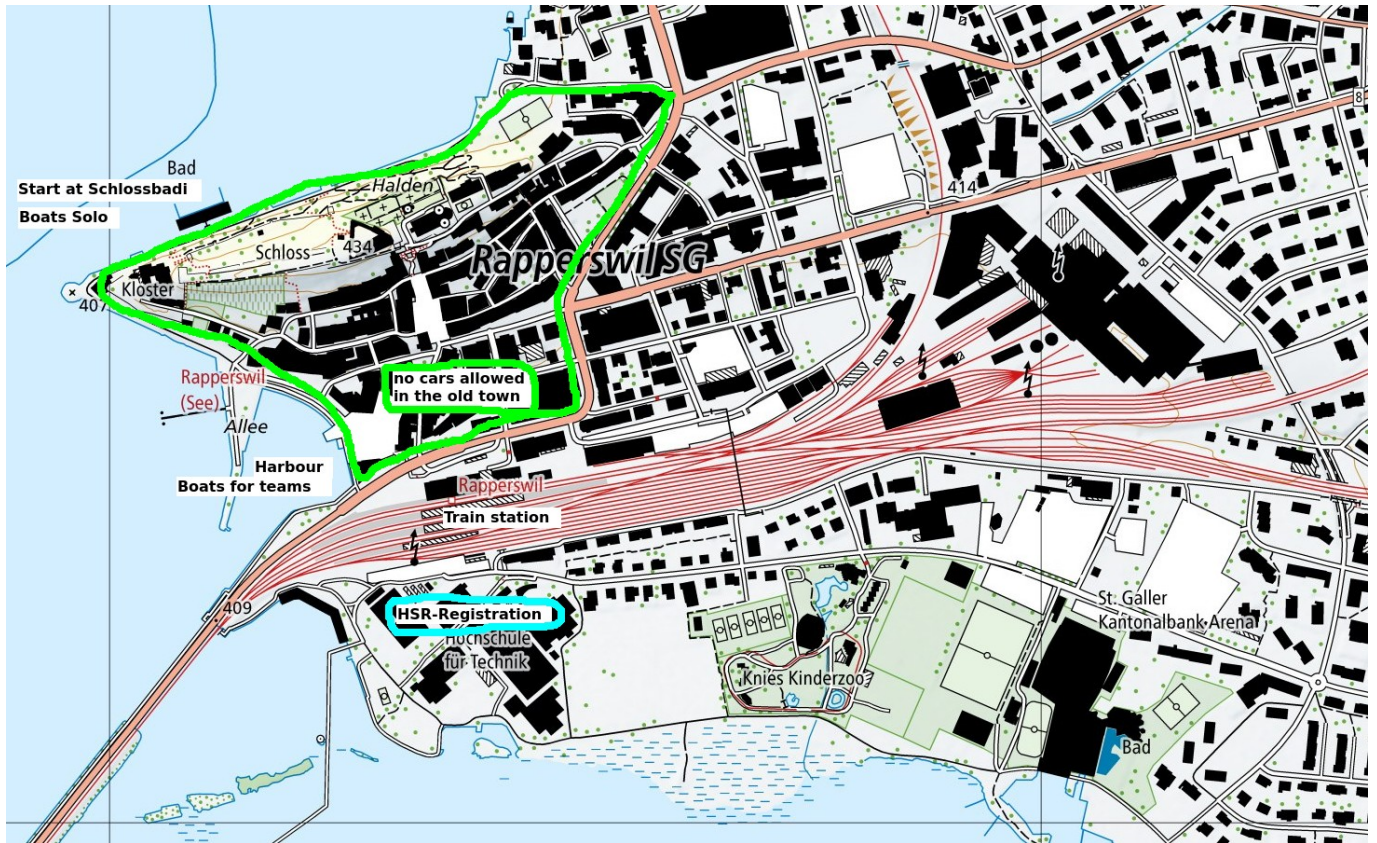 Bad
Start at Schlossbadi
Boats Solo
Halden
414
8
Schloss
434
Rapperswil SG
Kloster
407
Rapperswil
(See)
no cars allowed
in the old town
Allee
Harbour
Boats for teams
Rapperswil
Train station
409
HSR-Registration
Hochschule
für Technik
St. Galler
Kantonalbank Arena
Knies Kinderzoo
Bad